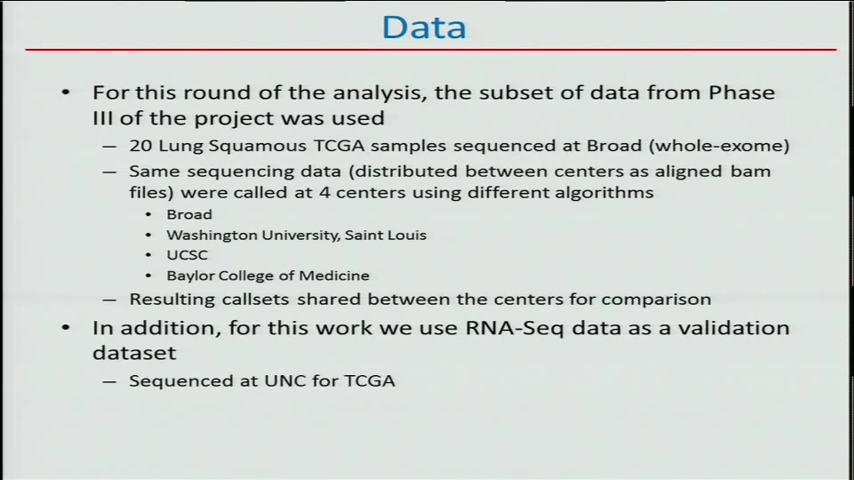 Data
• For this round of the analysis, the subset of data from Phase
III of the project was used
– 20 Lung Squamous TCGA samples sequenced at Broad (whole-exome)
– Same sequencing data (distributed between centers as aligned bam
files) were called at 4 centers using different algorithms
• Broad
• Washington University, Saint Louis
• UCSC
• Baylor College of Medicine
– Resulting callsets shared between the centers for comparison
• In addition, for this work we use RNA-Seq data as a validation
dataset
– Sequenced at UNC for TCGA